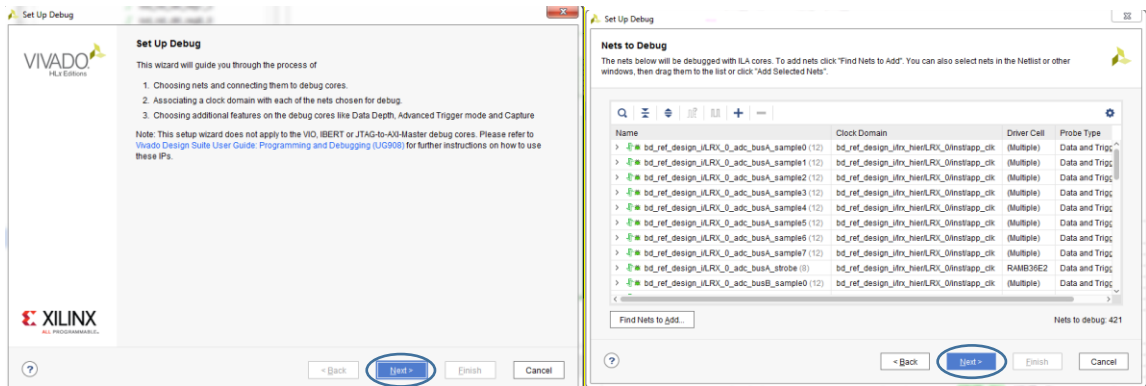 Set Up Debug
VIVADO
HLx Editions
Set Up Debug
This wizard will guide you through the process of
1. Choosing nets and connecting them to debug cores.
2. Associating a clock domain with each of the nets chosen for debug.
3. Choosing additional features on the debug cores like Data Depth, Advanced Trigger mode and Capture
Note: This setup wizard does not apply to the VIO, IBERT or JTAG-to-AXI-Master debug cores. Please refer to
Vivado Design Suite User Guide: Programming and Debugging (UG908) for further instructions on how to use
these IPs.
XILINX
ALL PROGRAMMABLE.
?
< Back
Next >
Finish
Cancel
Set Up Debug
Nets to Debug
The nets below will be debugged with ILA cores. To add nets click "Find Nets to Add". You can also select nets in the Netlist or other
windows, then drag them to the list or click "Add Selected Nets".
Name Clock Domain Driver Cell Probe Type
> bd_ref_design_i/LRX_0_adc_busA_sample0 (12) bd_ref_design_i/lrx_hier/LRX_0/inst/app_clk (Multiple) Data and Trigg
> bd_ref_design_i/LRX_0_adc_busA_sample1 (12) bd_ref_design_i/lrx_hier/LRX_0/inst/app_clk (Multiple) Data and Trigg
> bd_ref_design_i/LRX_0_adc_busA_sample2 (12) bd_ref_design_i/lrx_hier/LRX_0/inst/app_clk (Multiple) Data and Trigg
> bd_ref_design_i/LRX_0_adc_busA_sample3 (12) bd_ref_design_i/lrx_hier/LRX_0/inst/app_clk (Multiple) Data and Trigg
> bd_ref_design_i/LRX_0_adc_busA_sample4 (12) bd_ref_design_i/lrx_hier/LRX_0/inst/app_clk (Multiple) Data and Trigg
> bd_ref_design_i/LRX_0_adc_busA_sample5 (12) bd_ref_design_i/lrx_hier/LRX_0/inst/app_clk (Multiple) Data and Trigg
> bd_ref_design_i/LRX_0_adc_busA_sample6 (12) bd_ref_design_i/lrx_hier/LRX_0/inst/app_clk (Multiple) Data and Trigg
> bd_ref_design_i/LRX_0_adc_busA_sample7 (12) bd_ref_design_i/lrx_hier/LRX_0/inst/app_clk (Multiple) Data and Trigg
> bd_ref_design_i/LRX_0_adc_busA_strobe (8) bd_ref_design_i/lrx_hier/LRX_0/inst/app_clk RAMB36E2 Data and Trigg
> bd_ref_design_i/LRX_0_adc_busB_sample0 (12) bd_ref_design_i/lrx_hier/LRX_0/inst/app_clk (Multiple) Data and Trigg
Find Nets to Add...
Nets to debug: 421
?
< Back
Next >
Finish
Cancel